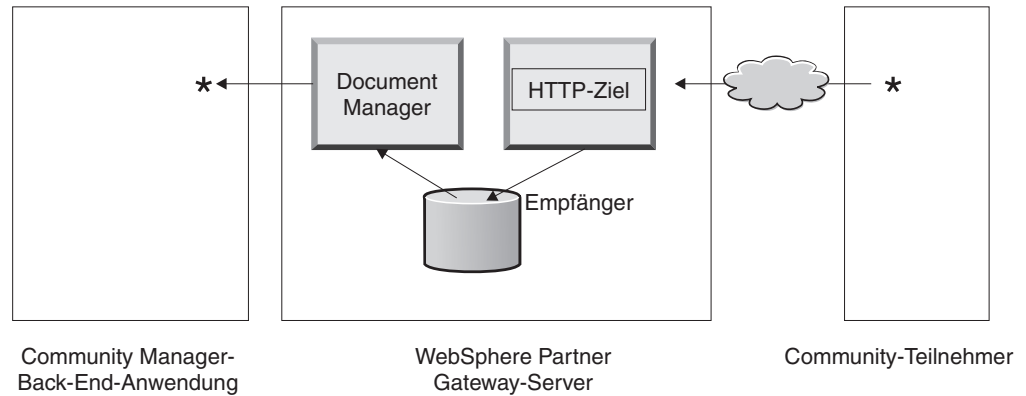 Document
Manager
HTTP-Ziel
Empfänger
Community Manager-
Back-End-Anwendung
WebSphere Partner
Gateway-Server
Community-Teilnehmer